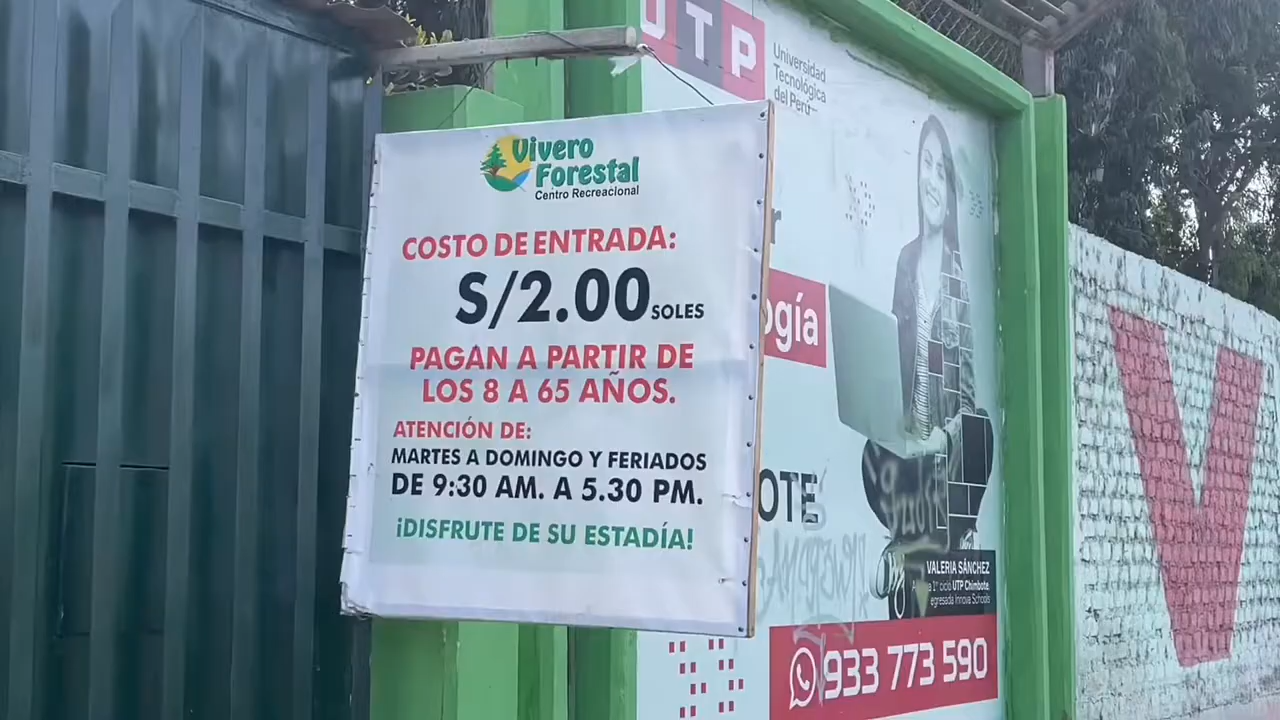 Vivero
Forestal
Centro Recreacional
COSTO DE ENTRADA:
S/2.00 SOLES
PAGAN A PARTIR DE
LOS 8 A 65 AÑOS.
ATENCIÓN DE:
MARTES A DOMINGO Y FERIADOS
DE 9:30 AM. A 5.30 PM.
¡DISFRUTE DE SU ESTADÍA!
UTP
Universidad
Tecnológica
del Perú
ogía
OTE
VALERIA SÁNCHEZ
1° ciclo UTP Chimbote,
egresada Innova Schools
933 773 590
V